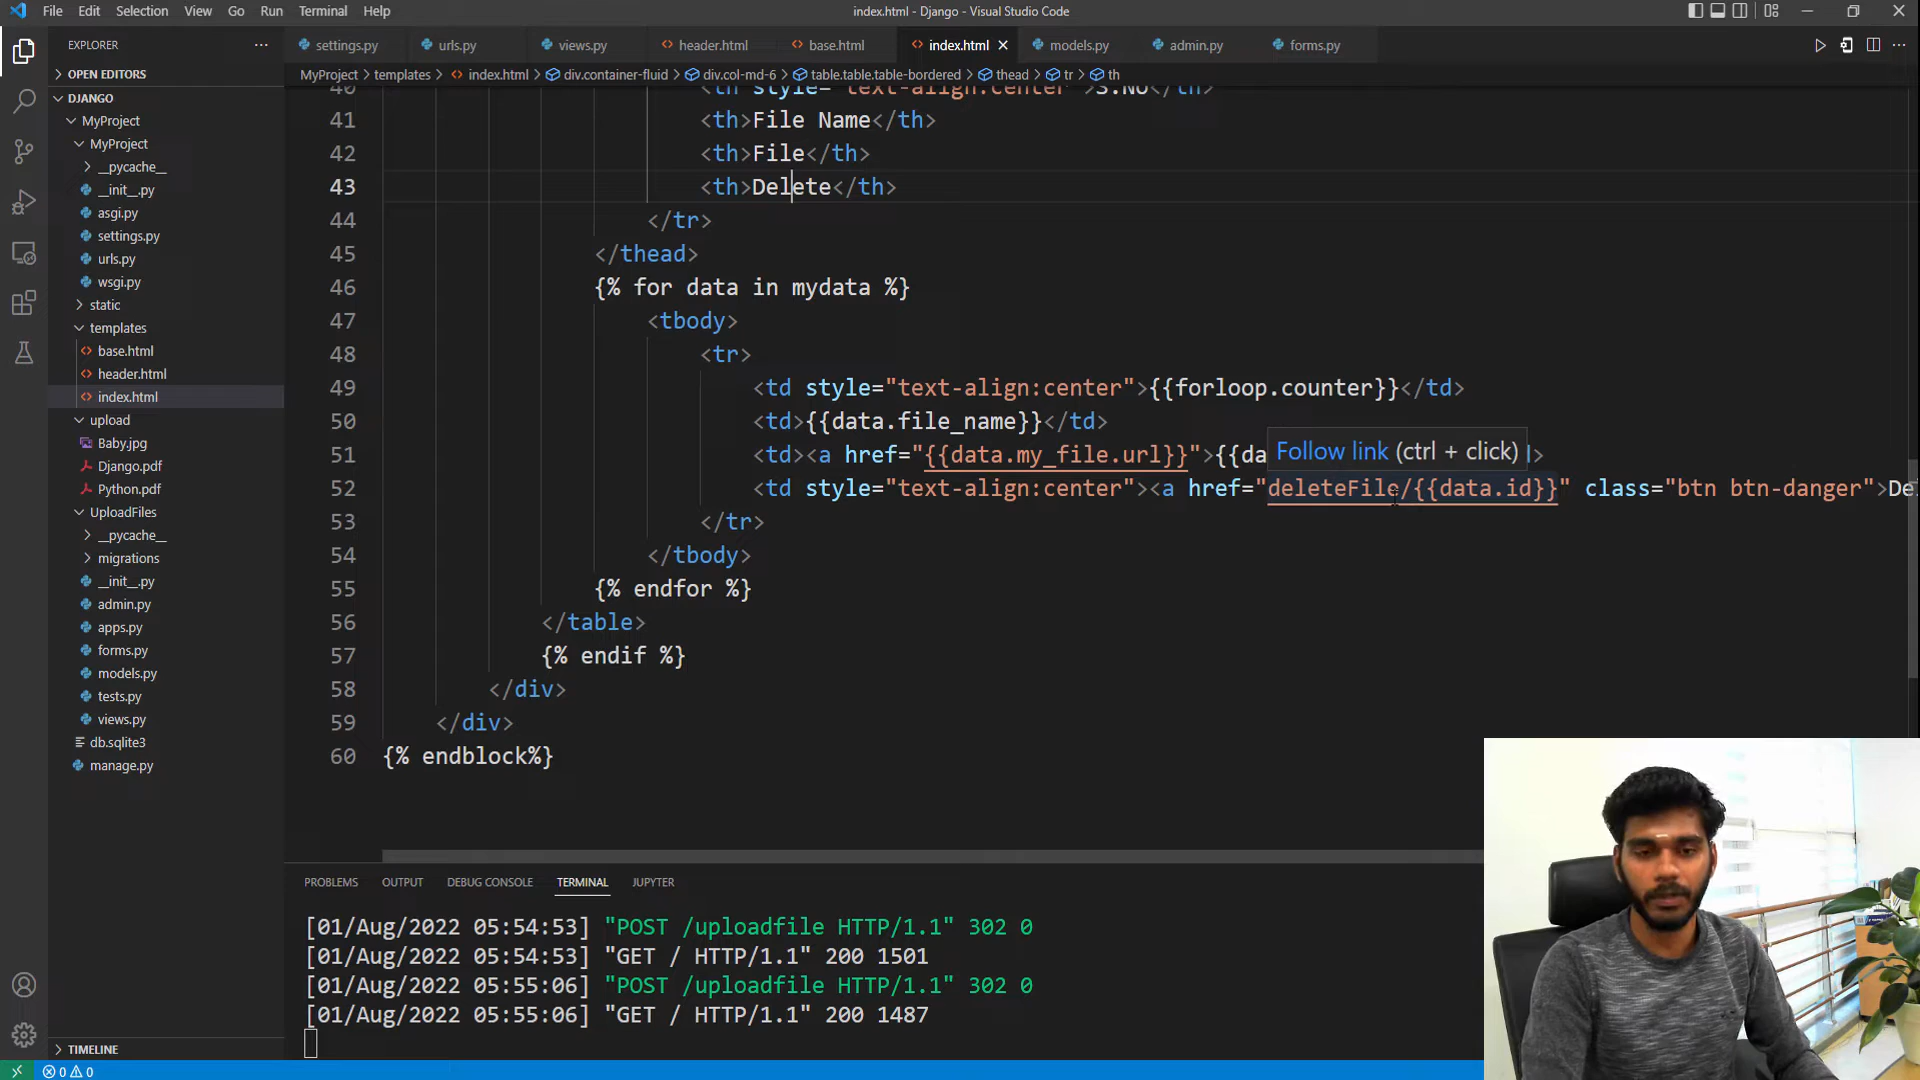 File Edit Selection View Go Run Terminal Help
index.html - Django - Visual Studio Code
EXPLORER
settings.py urls.py views.py header.html base.html index.html models.py admin.py forms.py
MyProject > templates > index.html > div.container-fluid > div.col-md-6 > table.table.table-bordered > thead > tr > th
OPEN EDITORS
DJANGO
MyProject
MyProject
__pycache__
__init__.py
asgi.py
settings.py
urls.py
wsgi.py
static
templates
base.html
header.html
index.html
upload
Baby.jpg
Django.pdf
Python.pdf
UploadFiles
__pycache__
migrations
__init__.py
admin.py
apps.py
forms.py
models.py
tests.py
views.py
db.sqlite3
manage.py
TIMELINE
40 <th style="text-align:center">S.No</th>
41 <th>File Name</th>
42 <th>File</th>
43 <th>Delete</th>
44 </tr>
45 </thead>
46 {% for data in mydata %}
47 <tbody>
48 <tr>
49 <td style="text-align:center">{{forloop.counter}}</td>
50 <td>{{data.file_name}}</td>
Follow link (ctrl + click)
51 <td><a href="{{data.my_file.url}}">{{da
52 <td style="text-align:center"><a href="deleteFile/{{data.id}}" class="btn btn-danger">De
53 </tr>
54 </tbody>
55 {% endfor %}
56 </table>
57 {% endif %}
58 </div>
59 </div>
60 {% endblock%}
PROBLEMS OUTPUT DEBUG CONSOLE TERMINAL JUPYTER
[01/Aug/2022 05:54:53] "POST /uploadfile HTTP/1.1" 302 0
[01/Aug/2022 05:54:53] "GET / HTTP/1.1" 200 1501
[01/Aug/2022 05:55:06] "POST /uploadfile HTTP/1.1" 302 0
[01/Aug/2022 05:55:06] "GET / HTTP/1.1" 200 1487
0 0